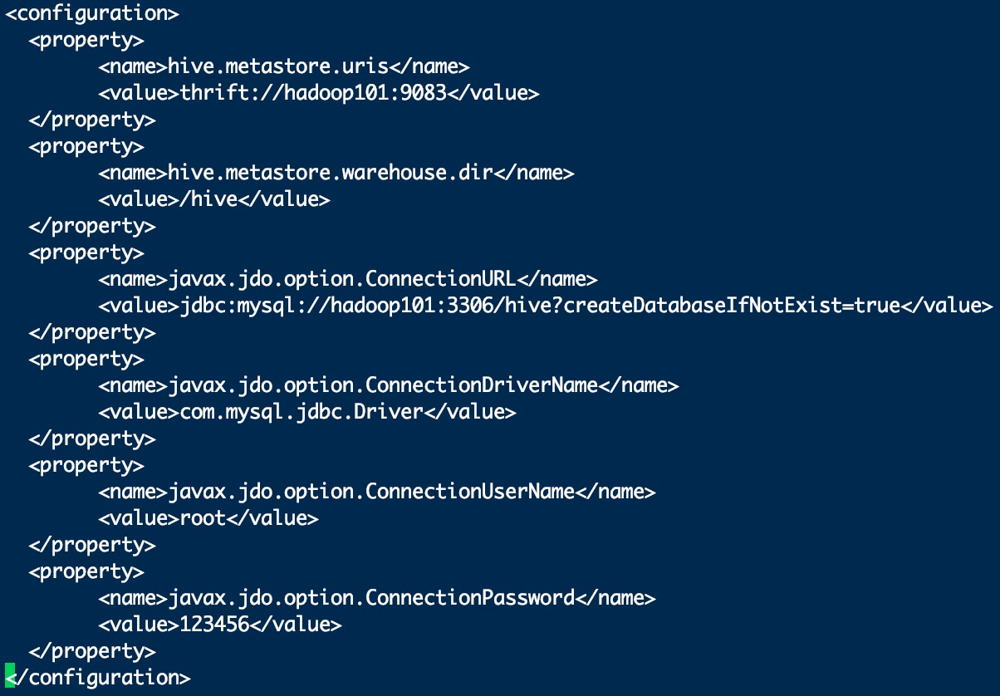 <configuration>
  <property>
        <name>hive.metastore.uris</name>
        <value>thrift://hadoop101:9083</value>
  </property>
  <property>
        <name>hive.metastore.warehouse.dir</name>
        <value>/hive</value>
  </property>
  <property>
        <name>javax.jdo.option.ConnectionURL</name>
        <value>jdbc:mysql://hadoop101:3306/hive?createDatabaseIfNotExist=true</value>
  </property>
  <property>
        <name>javax.jdo.option.ConnectionDriverName</name>
        <value>com.mysql.jdbc.Driver</value>
  </property>
  <property>
        <name>javax.jdo.option.ConnectionUserName</name>
        <value>root</value>
  </property>
  <property>
        <name>javax.jdo.option.ConnectionPassword</name>
        <value>123456</value>
  </property>
</configuration>